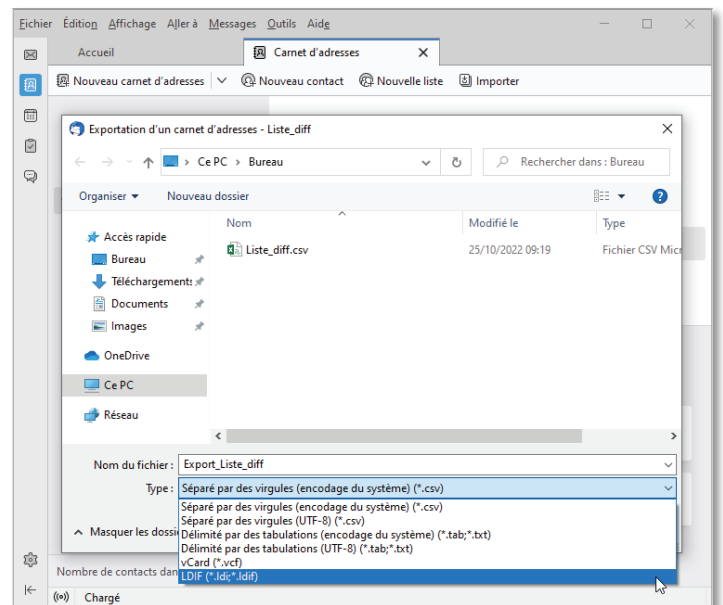 Fichier Édition Affichage Aller à Messages Outils Aide
Accueil Carnet d'adresses
Nouveau carnet d'adresses Nouveau contact Nouvelle liste Importer
Exportation d'un carnet d'adresses - Liste_diff
Ce PC Bureau Rechercher dans : Bureau
Organiser Nouveau dossier
Nom Modifié le Type
Accès rapide
Liste_diff.csv 25/10/2022 09:19 Fichier CSV Micr
Bureau
Téléchargements
Documents
Images
OneDrive
Ce PC
Réseau
Nom du fichier : Export_Liste_diff
Type : Séparé par des virgules (encodage du système) (*.csv)
Séparé par des virgules (encodage du système) (*.csv)
Séparé par des virgules (UTF-8) (*.csv)
Délimité par des tabulations (encodage du système) (*.tab;*.txt)
Masquer les dossie
Délimité par des tabulations (UTF-8) (*.tab;*.txt)
vCard (*.vcf)
Nombre de contacts dan
LDIF (*.ldi;*.ldif)
Chargé